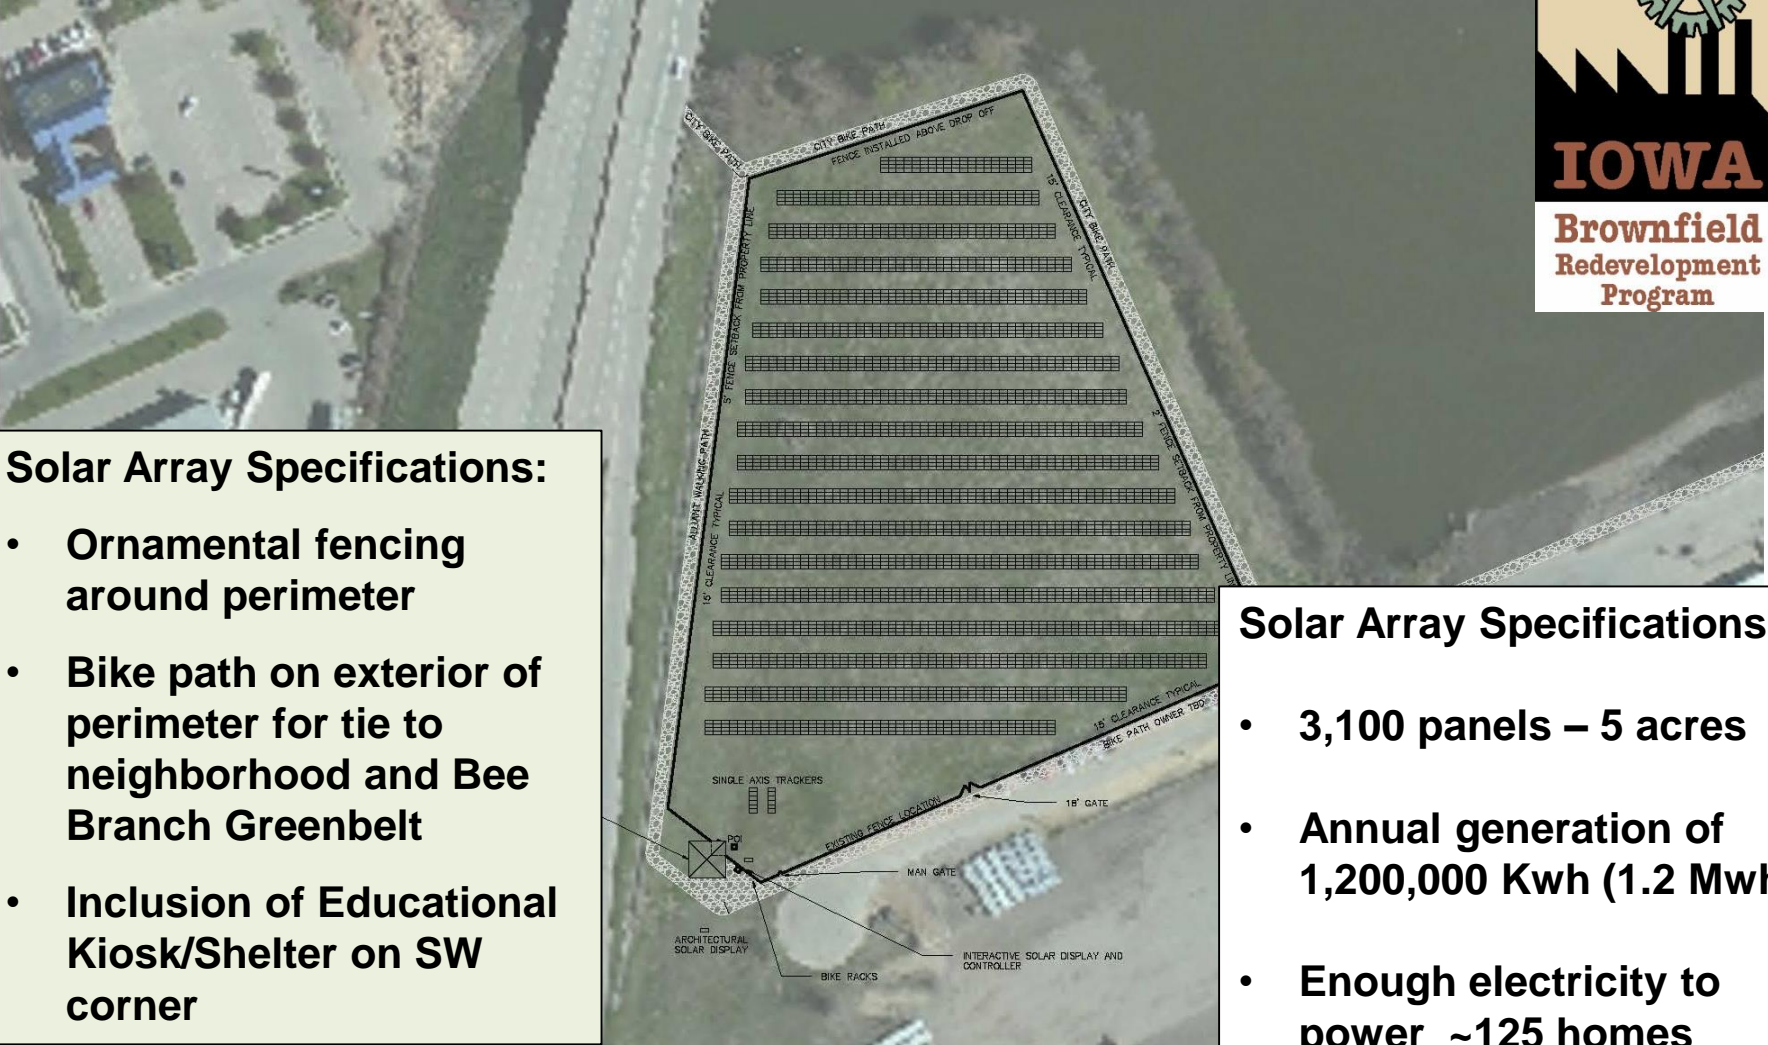 IOWA
Brownfield
Redevelopment
Program
CITY BIKE PATH
CITY BIKE PATH
FENCE INSTALLED ABOVE DROP OFF
15' CLEARANCE TYPICAL
CITY BIKE PATH
5' FENCE SETBACK FROM PROPERTY LINE
2' FENCE SETBACK FROM PROPERTY LINE
ALLIANT WALKING PATH
15' CLEARANCE TYPICAL
15' CLEARANCE TYPICAL
BIKE PATH OWNER TBD
SINGLE AXIS TRACKERS
18' GATE
EXISTING FENCE LOCATION
POI
MAN GATE
ARCHITECTURAL
SOLAR DISPLAY
INTERACTIVE SOLAR DISPLAY AND
CONTROLLER
BIKE RACKS
Solar Array Specifications:
• Ornamental fencing
around perimeter
• Bike path on exterior of
perimeter for tie to
neighborhood and Bee
Branch Greenbelt
• Inclusion of Educational
Kiosk/Shelter on SW
corner
Solar Array Specifications
• 3,100 panels – 5 acres
• Annual generation of
1,200,000 Kwh (1.2 Mwh
• Enough electricity to
power ~125 homes